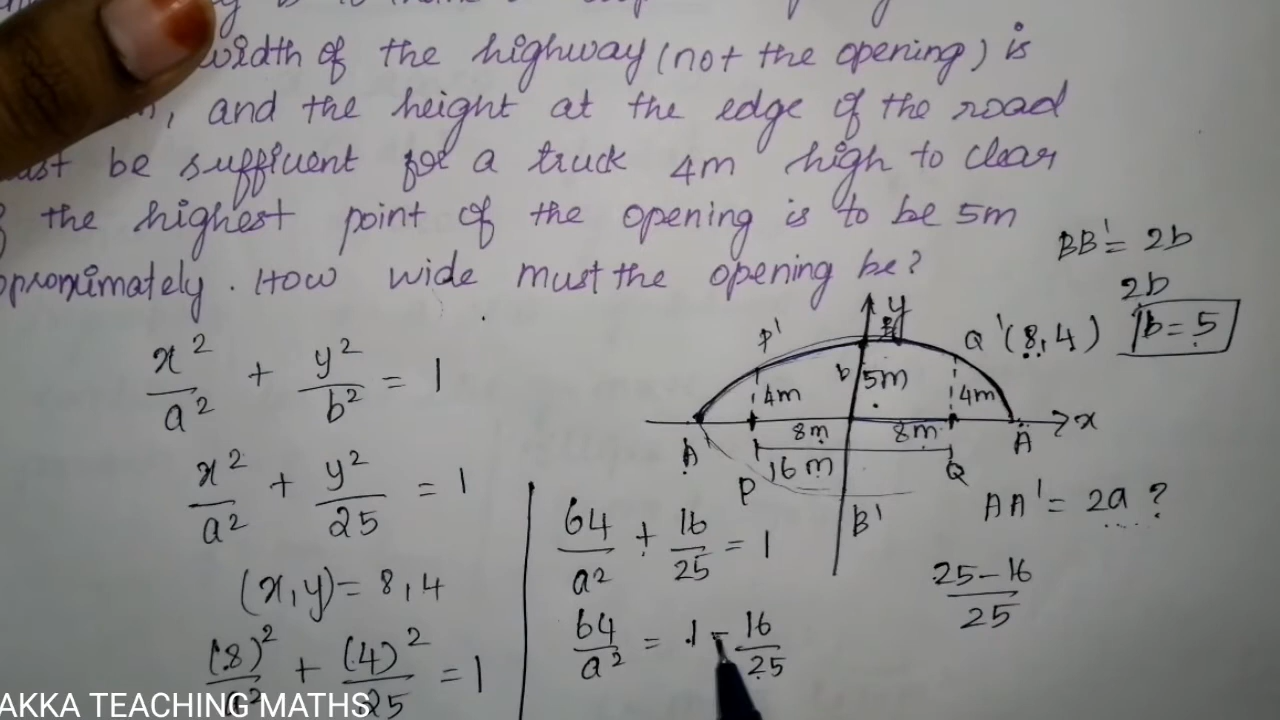 width of the highway (not the opening) is
, and the height at the edge of the road
be sufficent for a truck 4m high to clear
the highest point of the opening is to be 5m
pproximately. How wide must the opening be?
BB' = 2b
2b
b = 5
x²/a² + y²/b² = 1
x²/a² + y²/25 = 1
(x,y) = 8,4
(8)²/a² + (4)²/25 = 1
y
P' Q'(8,4)
b 5m
4m 4m
8m 8m
x
A A
16m
P Q
B'
AA' = 2a ?
64/a² + 16/25 = 1
64/a² = 1 - 16/25
25-16/25
AKKA TEACHING MATHS